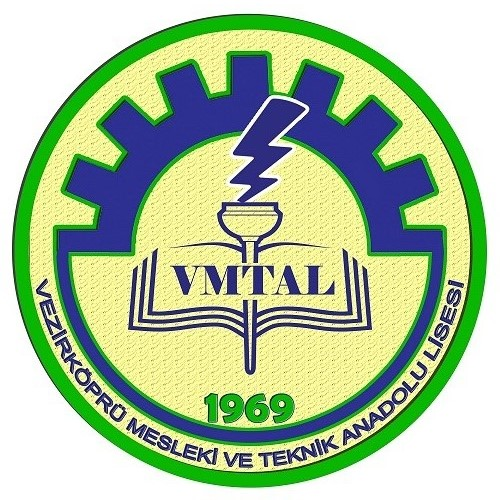 VMTAL
1969
VEZİRKÖPRÜ MESLEKİ VE TEKNİK ANADOLU LİSESİ